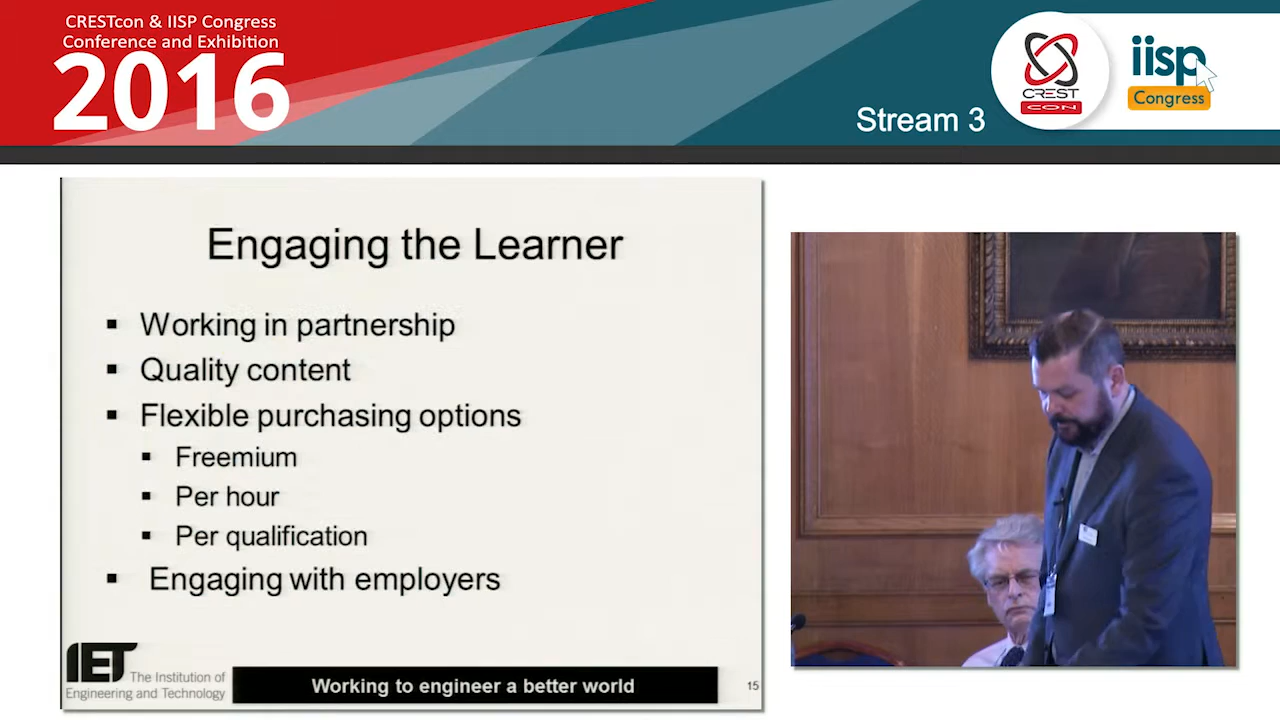 CRESTcon & IISP Congress
Conference and Exhibition
2016
Stream 3
CREST
CON
iisp
Congress
Engaging the Learner
Working in partnership
Quality content
Flexible purchasing options
Freemium
Per hour
Per qualification
Engaging with employers
IET The Institution of
Engineering and Technology
Working to engineer a better world
15